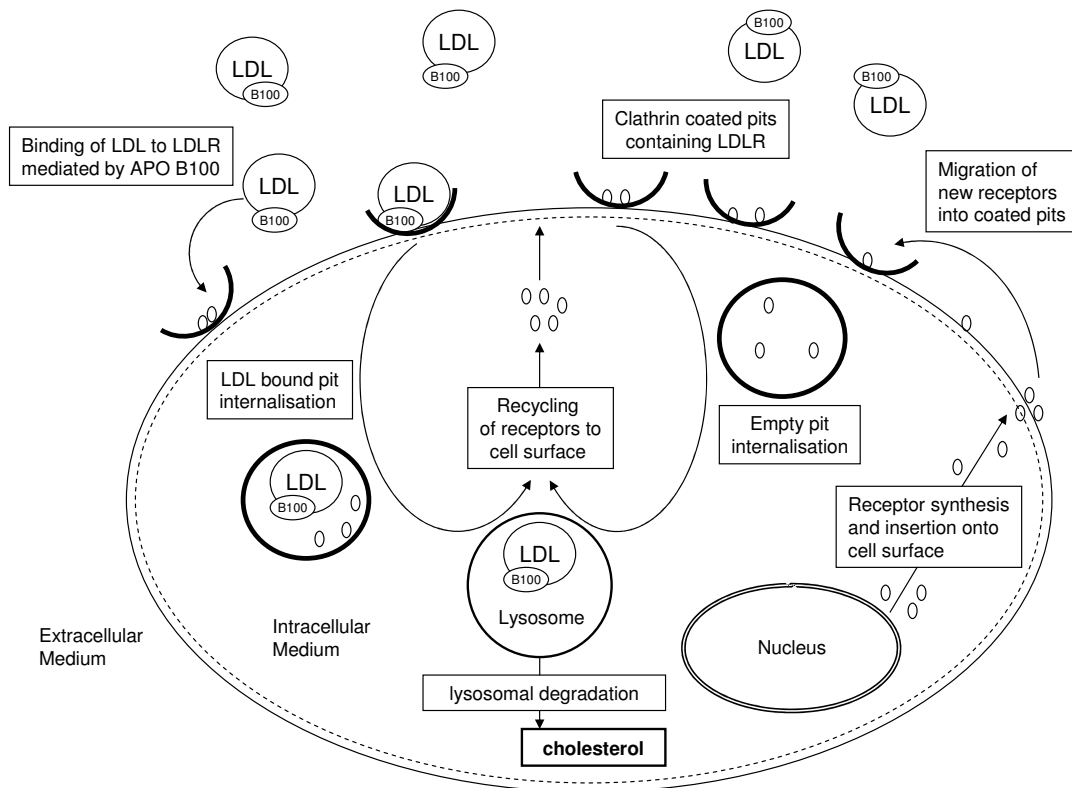 LDL
B100
LDL
B100
B100
LDL
B100
LDL
Binding of LDL to LDLR
mediated by APO B100
LDL
B100
LDL
B100
Clathrin coated pits
containing LDLR
Migration of
new receptors
into coated pits
LDL bound pit
internalisation
Recycling
of receptors to
cell surface
Empty pit
internalisation
LDL
B100
Receptor synthesis
and insertion onto
cell surface
LDL
B100
Lysosome
Extracellular
Medium
Intracellular
Medium
Nucleus
lysosomal degradation
cholesterol